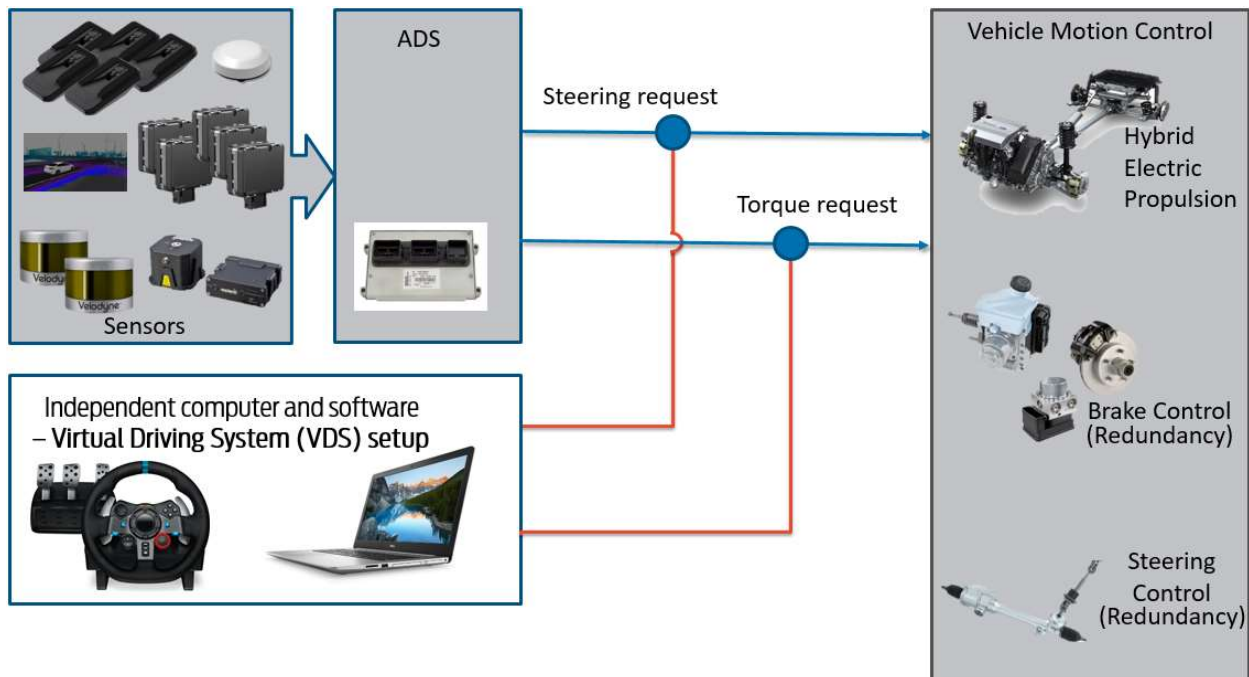 ADS
Vehicle Motion Control
Steering request
Hybrid
Electric
Propulsion
Torque request
Velodyne
Velodyne
Sensors
Independent computer and software
– Virtual Driving System (VDS) setup
Brake Control
(Redundancy)
Steering
Control
(Redundancy)